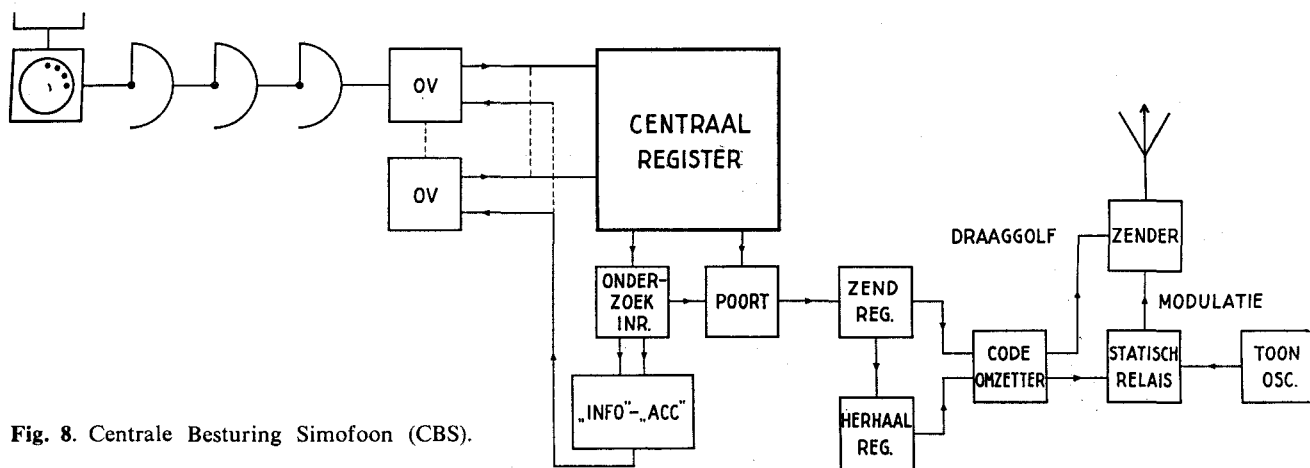 OV
OV
CENTRAAL
REGISTER
ONDER-
ZOEK
INR.
POORT
„INFO”-„ACC”
ZEND
REG.
HERHAAL
REG.
CODE
OMZETTER
DRAAGGOLF
ZENDER
MODULATIE
STATISCH
RELAIS
TOON
OSC.
Fig. 8. Centrale Besturing Simofoon (CBS).